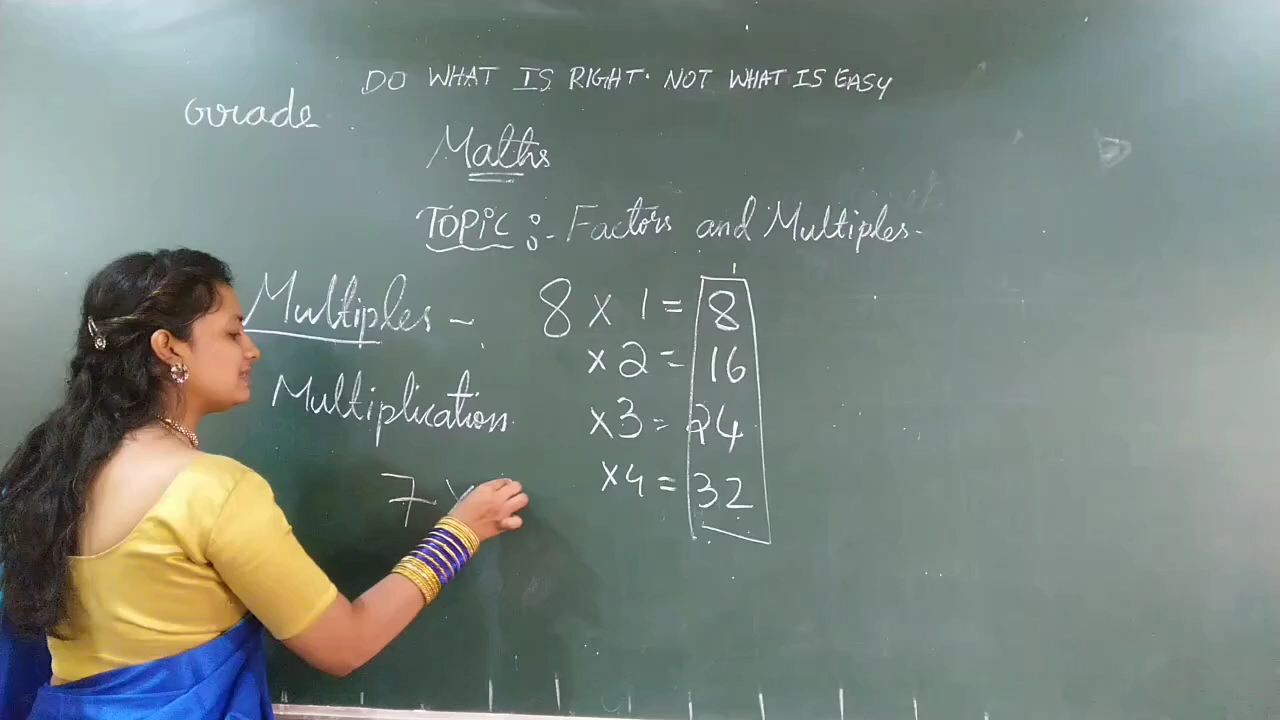 DO WHAT IS RIGHT. NOT WHAT IS EASY
Grade
Maths
TOPIC :- Factors and Multiples-
Multiples -
8 x 1 = 8
x 2 = 16
Multiplication
x 3 = 24
x 4 = 32
7 x